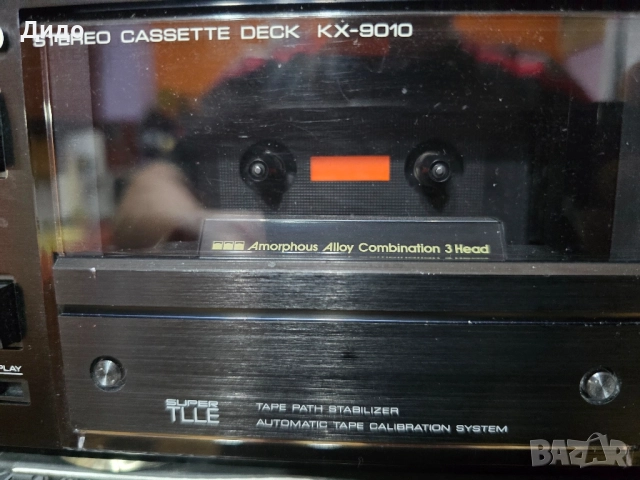 Дидо
STEREO CASSETTE DECK KX-9010
Amorphous Alloy Combination 3 Head
PLAY
SUPER
TLLE
TAPE PATH STABILIZER
AUTOMATIC TAPE CALIBRATION SYSTEM
BAZAR